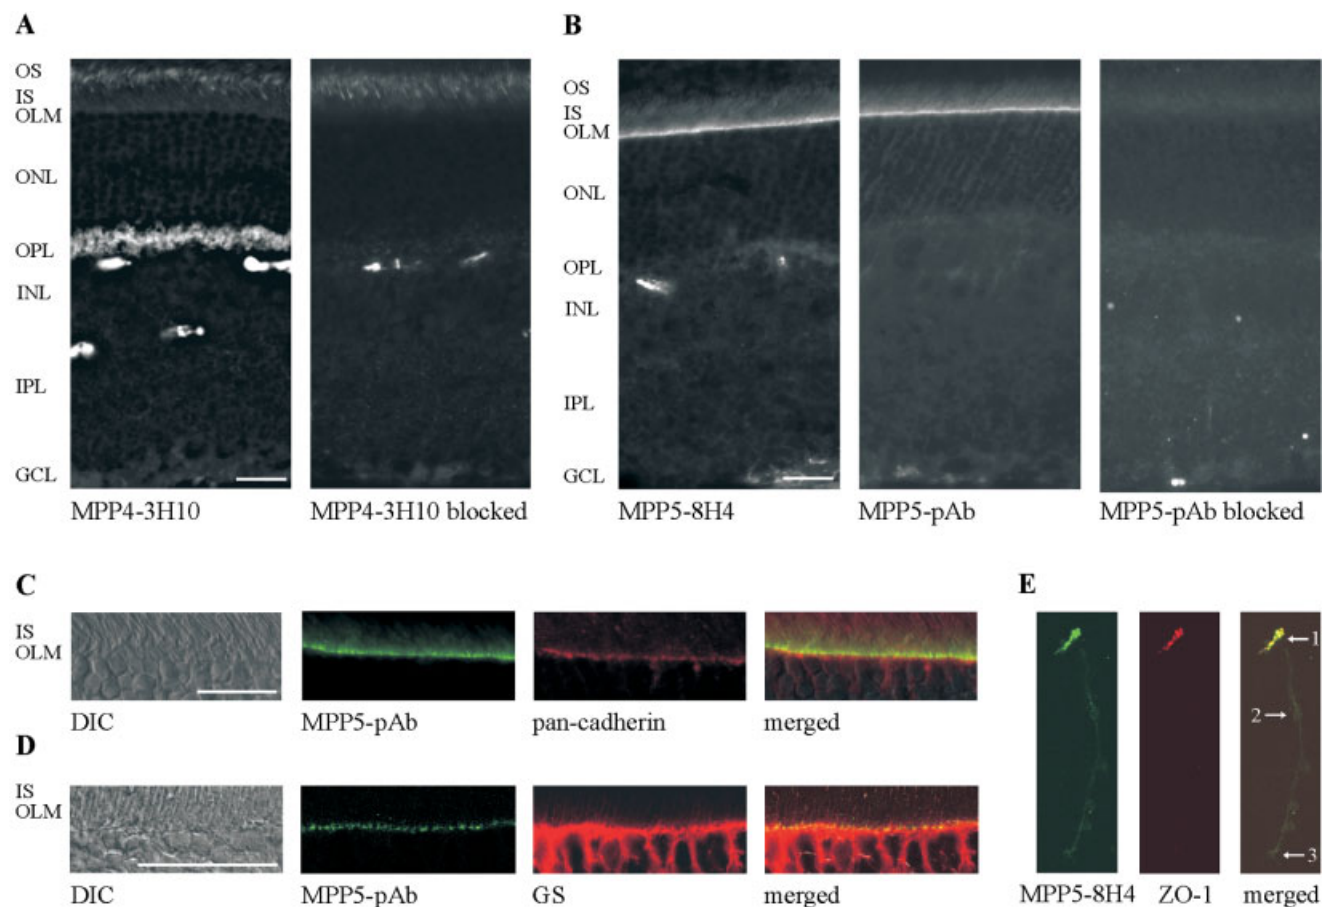 A
OS
IS
OLM
ONL
OPL
INL
IPL
GCL
MPP4-3H10
MPP4-3H10 blocked
B
OS
IS
OLM
ONL
OPL
INL
IPL
GCL
MPP5-8H4
MPP5-pAb
MPP5-pAb blocked
C
IS
OLM
DIC
MPP5-pAb
pan-cadherin
merged
D
IS
OLM
DIC
MPP5-pAb
GS
merged
E
1
2
3
MPP5-8H4
ZO-1
merged